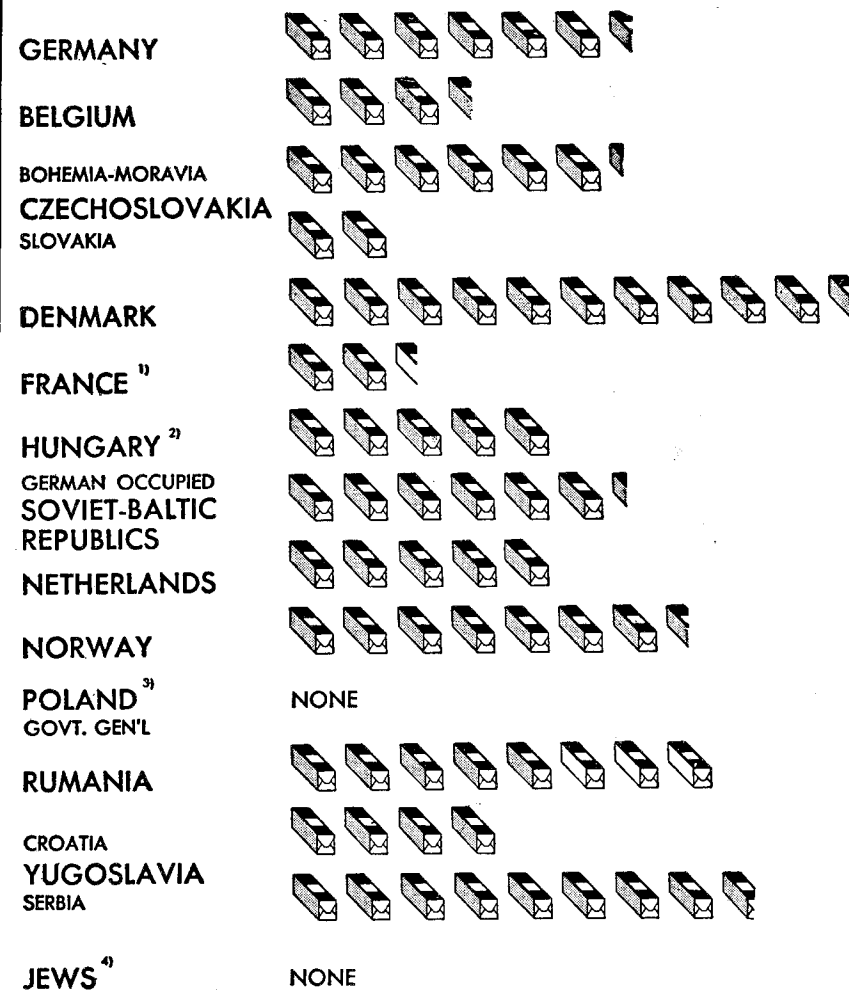 GERMANY
BELGIUM
BOHEMIA-MORAVIA
CZECHOSLOVAKIA
SLOVAKIA
DENMARK
FRANCE 1)
HUNGARY 2)
GERMAN OCCUPIED
SOVIET-BALTIC
REPUBLICS
NETHERLANDS
NORWAY
POLAND 3) NONE
GOVT. GEN'L
RUMANIA
CROATIA
YUGOSLAVIA
SERBIA
JEWS 4) NONE